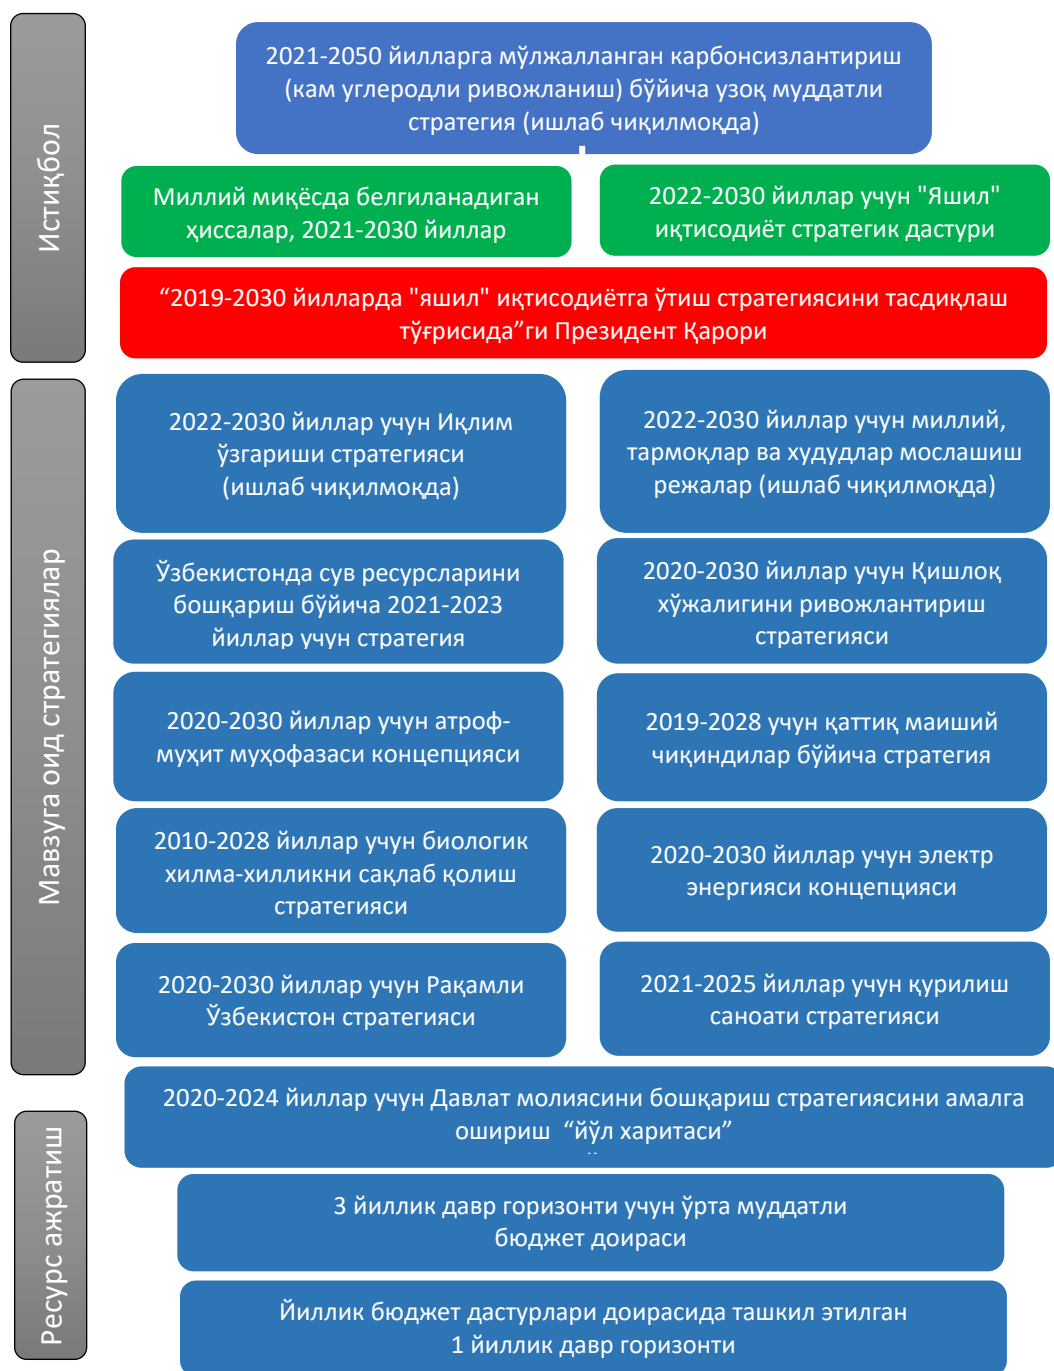 Истиқбол
2021-2050 йилларга мўлжалланган карбонсизлантириш
(кам углеродли ривожланиш) бўйича узоқ муддатли
стратегия (ишлаб чиқилмоқда)
Миллий миқёсда белгиланадиган
ҳиссалар, 2021-2030 йиллар
2022-2030 йиллар учун "Яшил"
иқтисодиёт стратегик дастури
“2019-2030 йилларда "яшил" иқтисодиётга ўтиш стратегиясини тасдиқлаш
тўғрисида”ги Президент Қарори
Мавзуга оид стратегиялар
2022-2030 йиллар учун Иқлим
ўзгариши стратегияси
(ишлаб чиқилмоқда)
2022-2030 йиллар учун миллий,
тармоқлар ва худудлар мослашиш
режалар (ишлаб чиқилмоқда)
Ўзбекистонда сув ресурсларини
бошқариш бўйича 2021-2023
йиллар учун стратегия
2020-2030 йиллар учун Қишлоқ
хўжалигини ривожлантириш
стратегияси
2020-2030 йиллар учун атроф-
муҳит муҳофазаси концепцияси
2019-2028 учун қаттиқ маиший
чиқиндилар бўйича стратегия
2010-2028 йиллар учун биологик
хилма-хилликни сақлаб қолиш
стратегияси
2020-2030 йиллар учун электр
энергияси концепцияси
2020-2030 йиллар учун Рақамли
Ўзбекистон стратегияси
2021-2025 йиллар учун қурилиш
саноати стратегияси
Ресурс ажратиш
2020-2024 йиллар учун Давлат молиясини бошқариш стратегиясини амалга
ошириш “йўл харитаси”
3 йиллик давр горизонти учун ўрта муддатли
бюджет доираси
Йиллик бюджет дастурлари доирасида ташкил этилган
1 йиллик давр горизонти